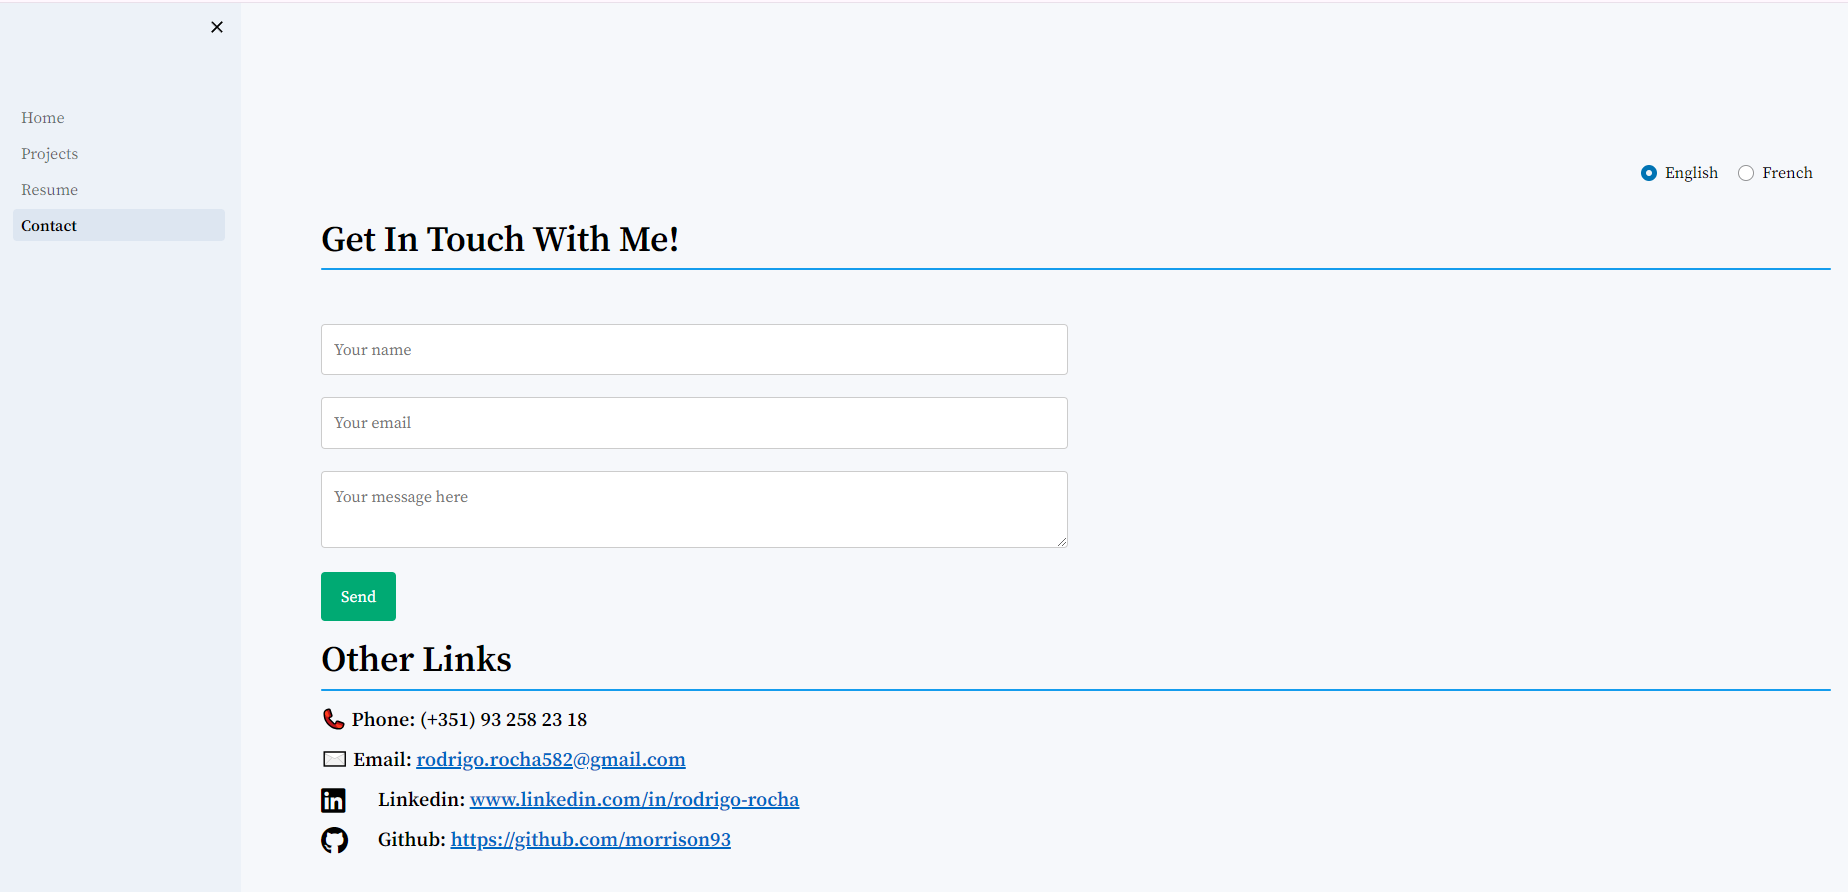 Home
Projects
Resume
Contact
English French
Get In Touch With Me!
Your name
Your email
Your message here
Send
Other Links
Phone: (+351) 93 258 23 18
Email: rodrigo.rocha582@gmail.com
in Linkedin: www.linkedin.com/in/rodrigo-rocha
Github: https://github.com/morrison93